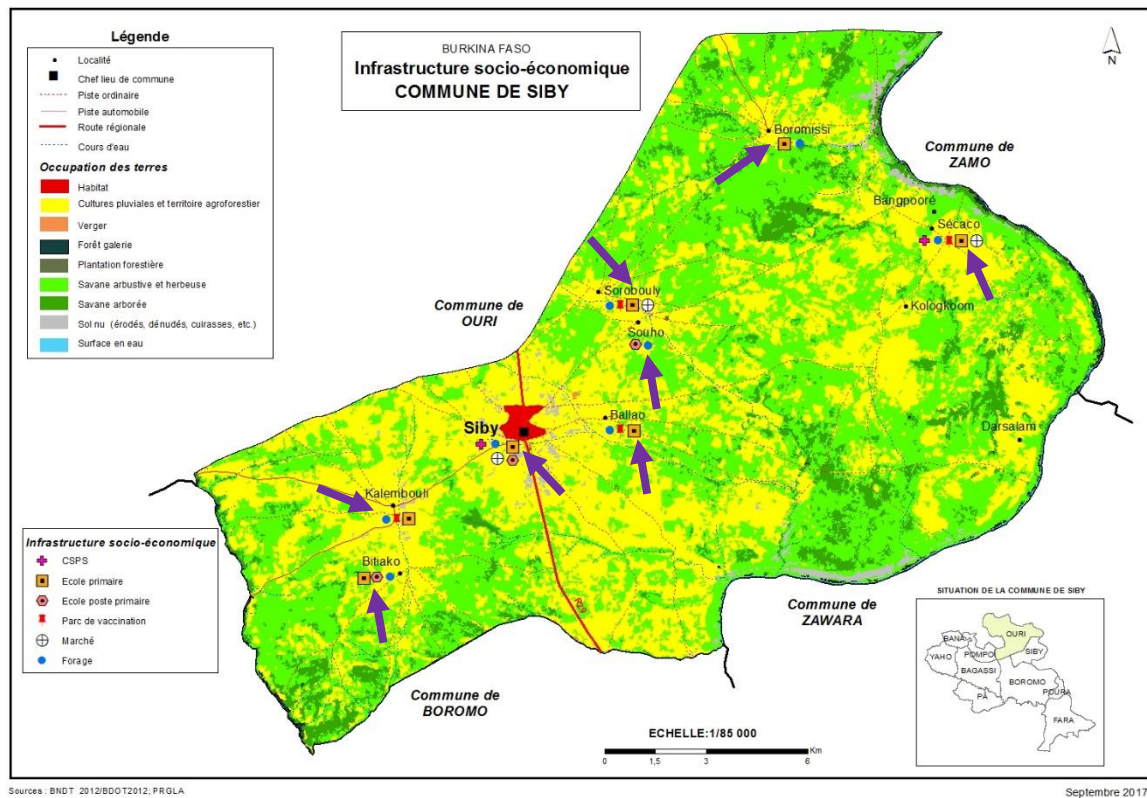 Légende
Localité
Chef lieu de commune
Piste ordinaire
Piste automobile
Route régionale
Cours d'eau
Occupation des terres
Habitat
Cultures pluviales et territoire agroforestier
Verger
Forêt galerie
Plantation forestière
Savane arbustive et herbeuse
Savane arborée
Sol nu (érodés, dénudés, cuirasses, etc.)
Surface en eau
BURKINA FASO
Infrastructure socio-économique
COMMUNE DE SIBY
N
Boromissi
Commune de
ZAMO
Bangpooré
Sécaco
Sorobouly
Kologkoom
Commune de
OURI
Souho
Ballao
Siby
Darsalam
Kalembouli
Bitiako
R29
Infrastructure socio-économique
CSPS
Ecole primaire
Ecole poste primaire
Parc de vaccination
Marché
Forage
Commune de
ZAWARA
Commune de
BOROMO
SITUATION DE LA COMMUNE DE SIBY
OURI
BANA
SIBY
POMPO
YAHO
BAGASSI
BOROMO
PA
POURA
FARA
ECHELLE:1/85 000
Km
0 1,5 3 6
Sources : BNDT 2012/BDOT2012; PRGLA
Septembre 2017